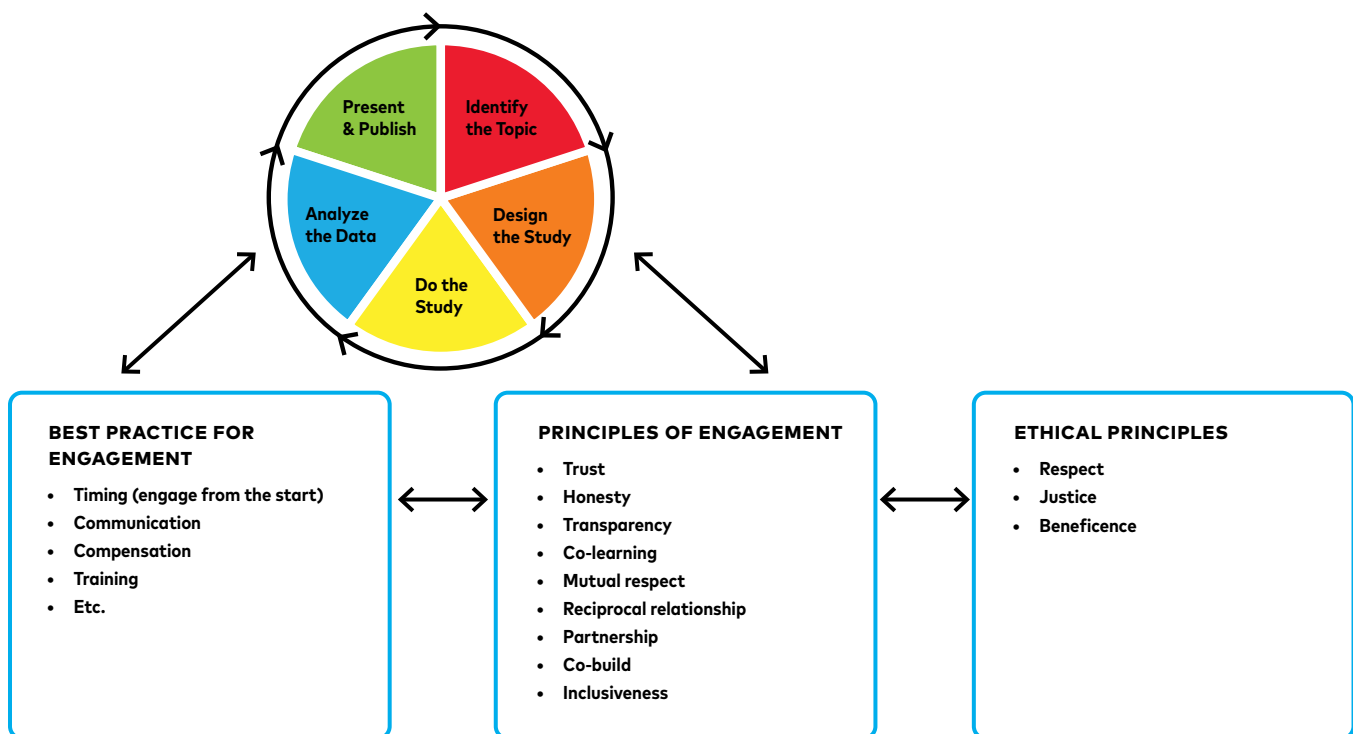 Present
& Publish
Identify
the Topic
Analyze
the Data
Design
the Study
Do the
Study
BEST PRACTICE FOR
ENGAGEMENT
• Timing (engage from the start)
• Communication
• Compensation
• Training
• Etc.
PRINCIPLES OF ENGAGEMENT
• Trust
• Honesty
• Transparency
• Co-learning
• Mutual respect
• Reciprocal relationship
• Partnership
• Co-build
• Inclusiveness
ETHICAL PRINCIPLES
• Respect
• Justice
• Beneficence